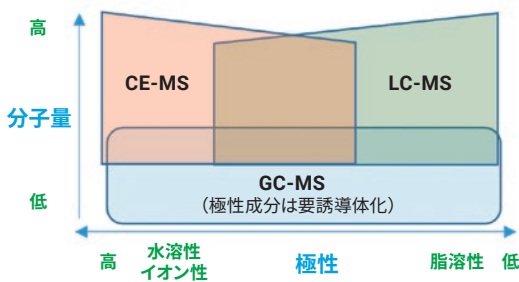 高
CE-MS
LC-MS
分子量
GC-MS
（極性成分は要誘導体化）
低
高
水溶性
イオン性
極性
脂溶性
低